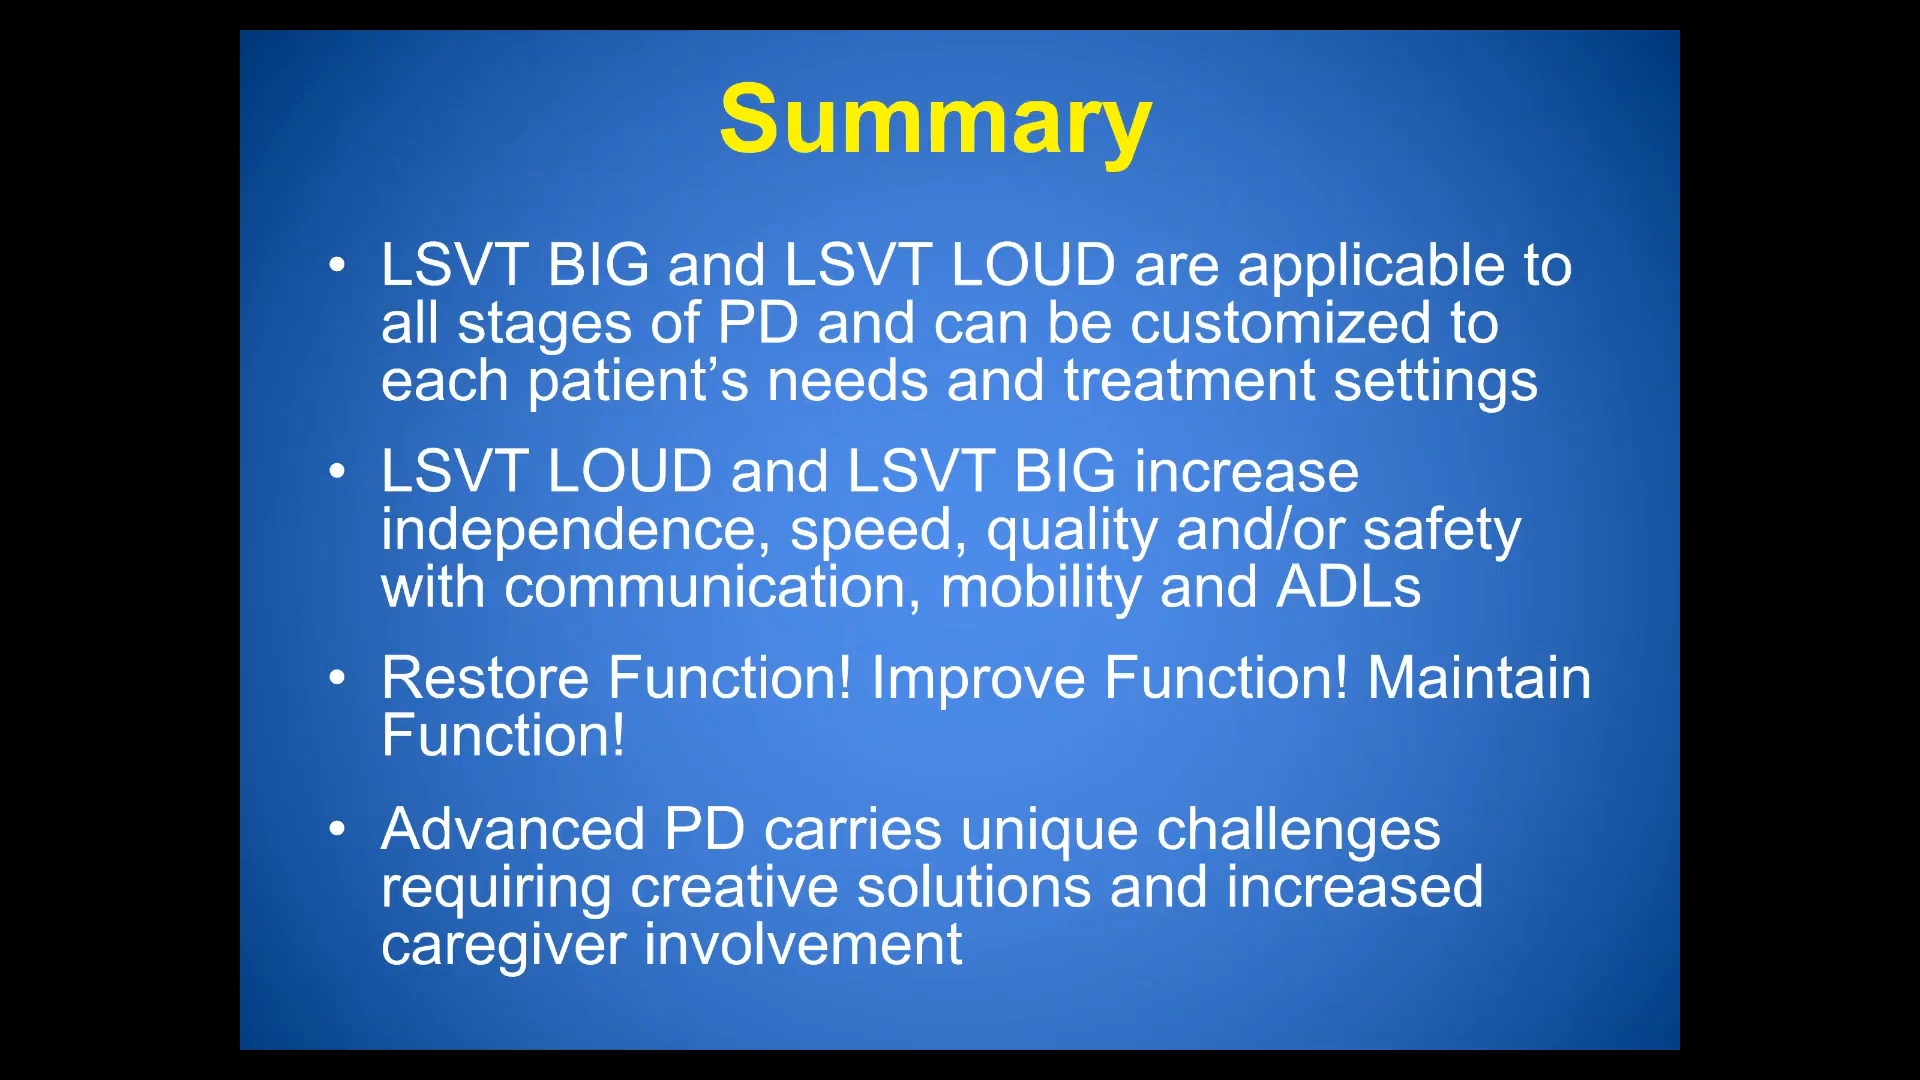 Summary
• LSVT BIG and LSVT LOUD are applicable to
all stages of PD and can be customized to
each patient’s needs and treatment settings
• LSVT LOUD and LSVT BIG increase
independence, speed, quality and/or safety
with communication, mobility and ADLs
• Restore Function! Improve Function! Maintain
Function!
• Advanced PD carries unique challenges
requiring creative solutions and increased
caregiver involvement